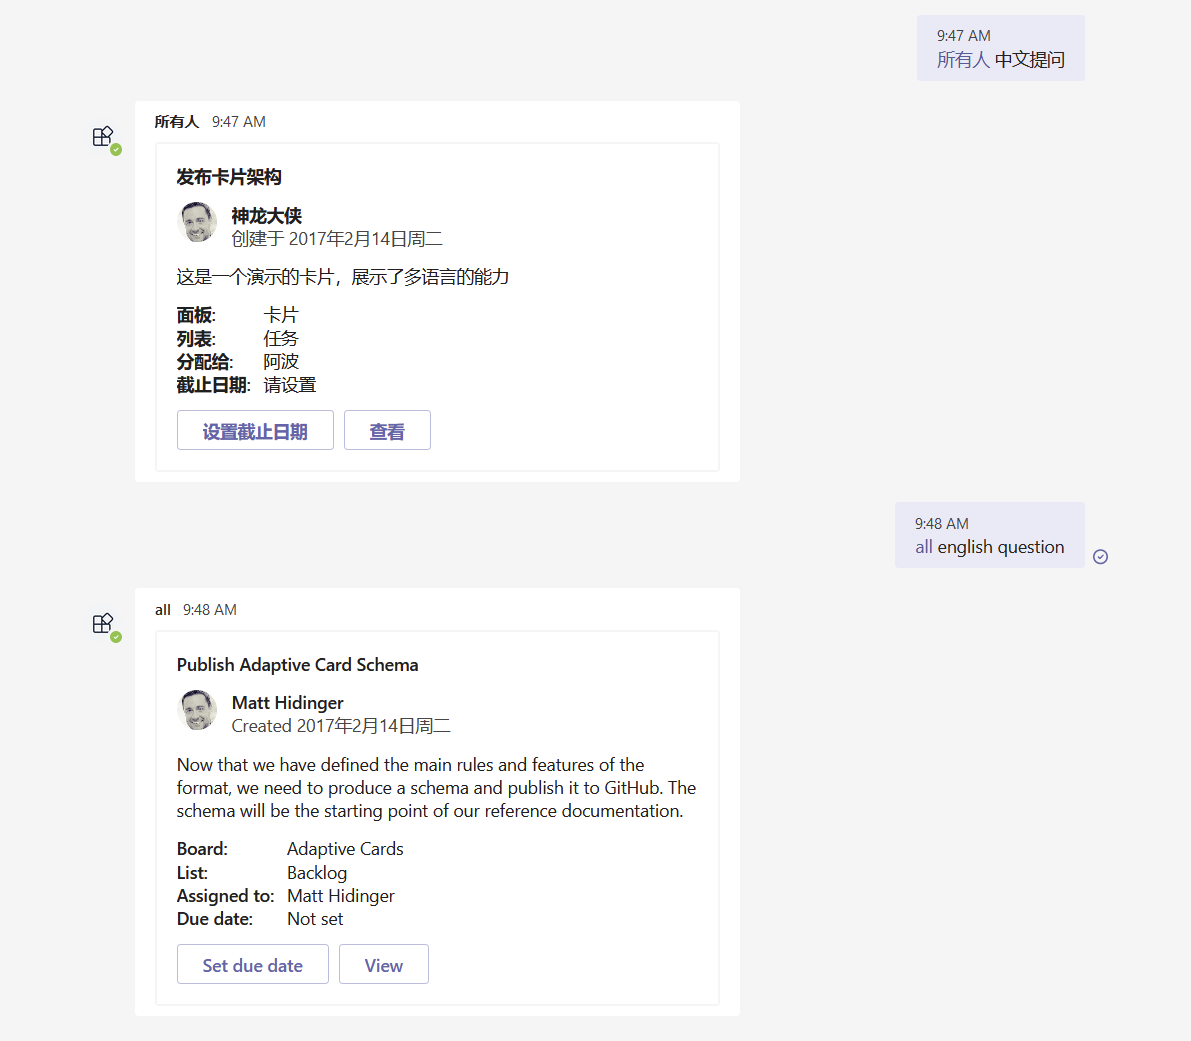 9:47 AM
所有人 中文提问
所有人 9:47 AM
发布卡片架构
神龙大侠
创建于 2017年2月14日周二
这是一个演示的卡片，展示了多语言的能力
面板: 卡片
列表: 任务
分配给: 阿波
截止日期: 请设置
设置截止日期 查看
9:48 AM
all english question
all 9:48 AM
Publish Adaptive Card Schema
Matt Hidinger
Created 2017年2月14日周二
Now that we have defined the main rules and features of the
format, we need to produce a schema and publish it to GitHub. The
schema will be the starting point of our reference documentation.
Board: Adaptive Cards
List: Backlog
Assigned to: Matt Hidinger
Due date: Not set
Set due date View